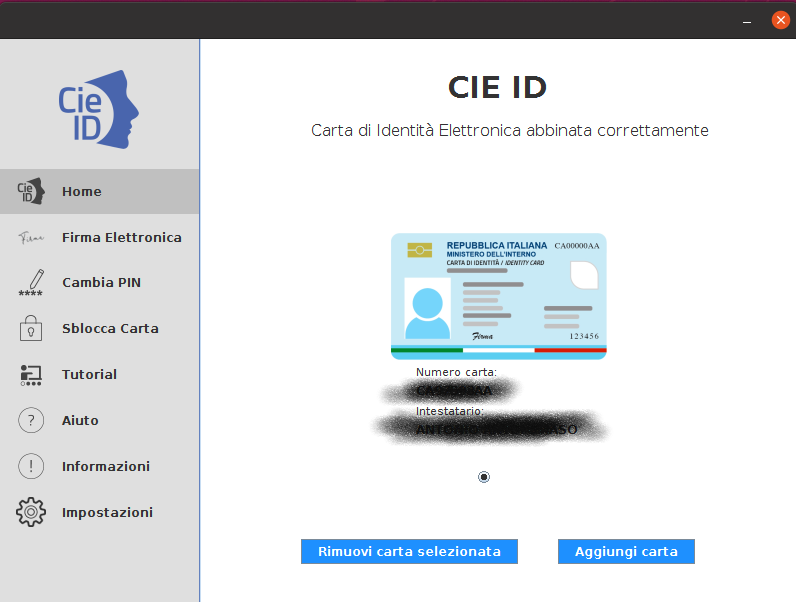 Cie
ID
Home
Firma Elettronica
Cambia PIN
Sblocca Carta
Tutorial
Aiuto
Informazioni
Impostazioni
CIE ID
Carta di Identità Elettronica abbinata correttamente
REPUBBLICA ITALIANA CA00000AA
MINISTERO DELL'INTERNO
CARTA DI IDENTITÀ / IDENTITY CARD
Firma
123456
Numero carta:
Intestatario:
Rimuovi carta selezionata
Aggiungi carta